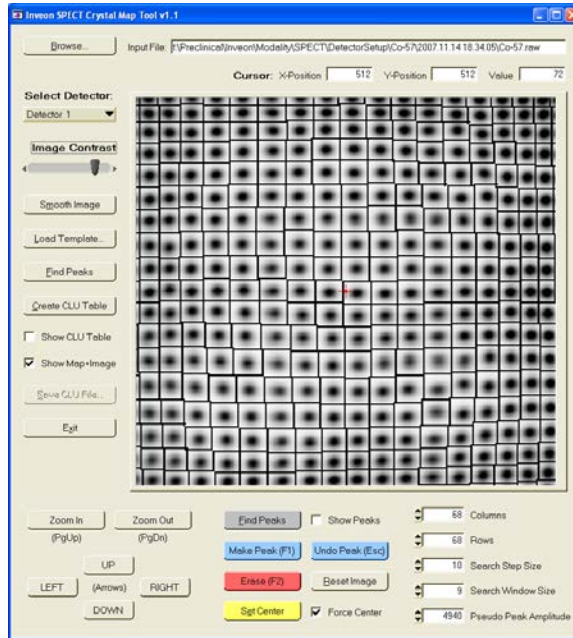 Inveon SPECT Crystal Map Tool v1.1
Browse... Input File: t:\Preclinical\Inveon\Modality\SPECT\DetectorSetup\Co-57\2007.11.14.18.34.05\Co-57.raw
Cursor: X-Position 512 Y-Position 512 Value 72
Select Detector:
Detector 1
Image Contrast
Smooth Image
Load Template...
Find Peaks
Create CLU Table
Show CLU Table
Show Map+Image
Save CLU File...
Exit
Zoom In Zoom Out Find Peaks Show Peaks 68 Columns
(PgUp) (PgDn)
Make Peak (F1) Undo Peak (Esc) 68 Rows
UP 10 Search Step Size
LEFT (Arrows) RIGHT Erase (F2) Reset Image 9 Search Window Size
DOWN Set Center Force Center 4940 Pseudo Peak Amplitude